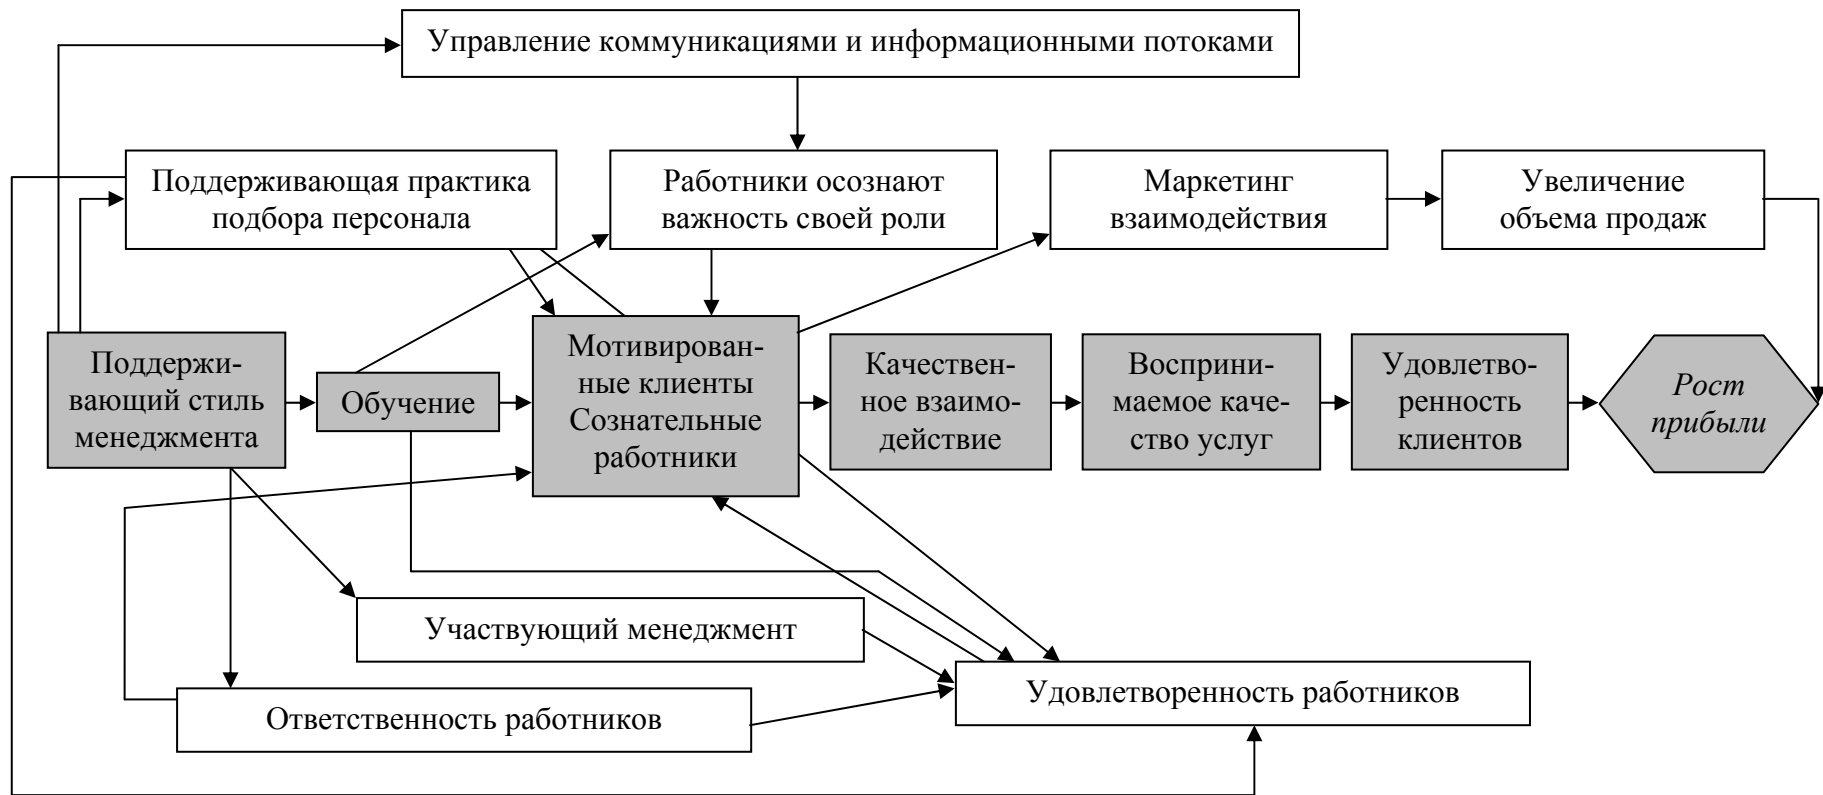 Управление коммуникациями и информационными потоками
Поддерживающая практика
подбора персонала
Работники осознают
важность своей роли
Маркетинг
взаимодействия
Увеличение
объема продаж
Поддержи-
вающий стиль
менеджмента
Обучение
Мотивирован-
ные клиенты
Сознательные
работники
Качествен-
ное взаимо-
действие
Восприни-
маемое каче-
ство услуг
Удовлетво-
ренность
клиентов
Рост
прибыли
Участвующий менеджмент
Удовлетворенность работников
Ответственность работников